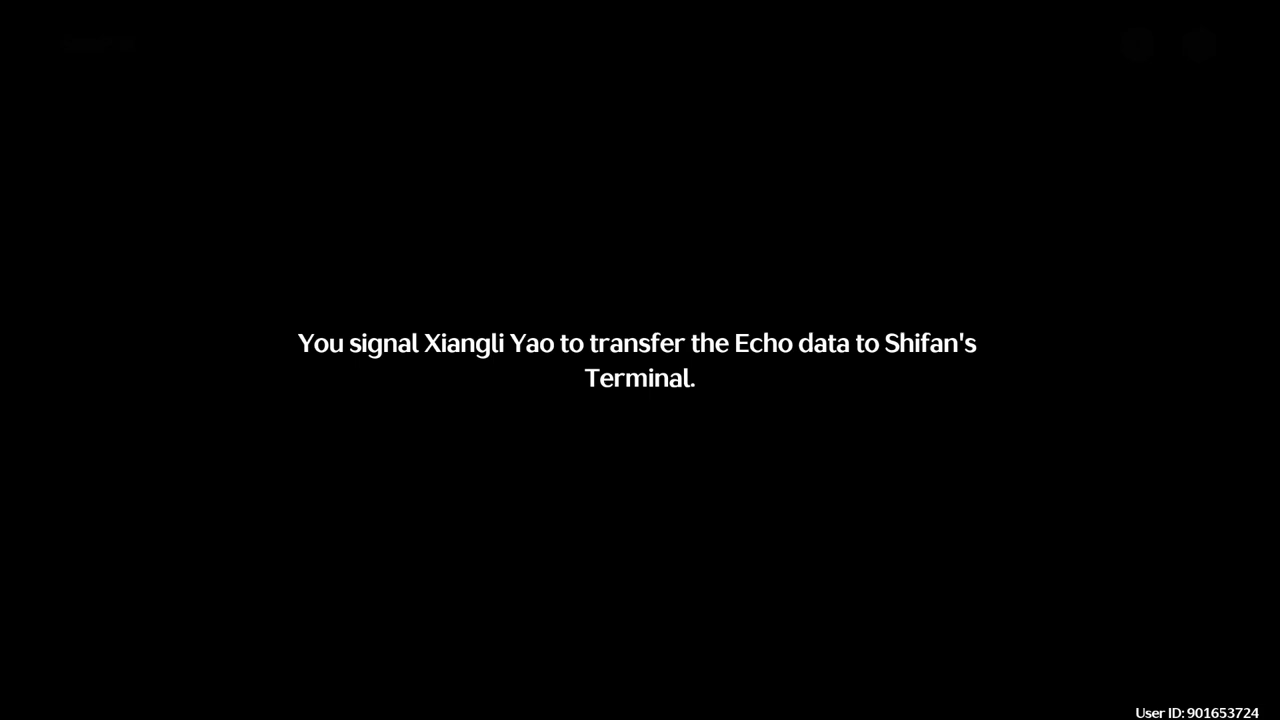 You signal Xiangli Yao to transfer the Echo data to Shifan's
Terminal.
User ID: 901653724